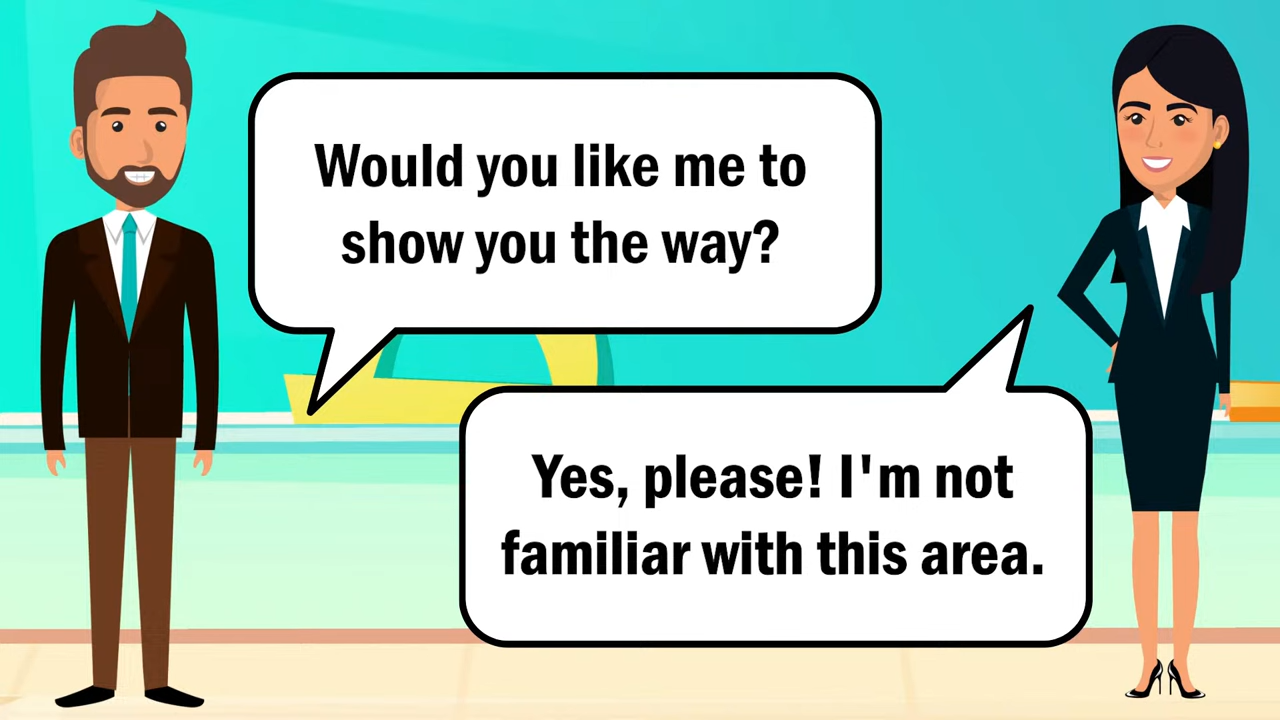 Would you like me to
show you the way?
Yes, please! I'm not
familiar with this area.